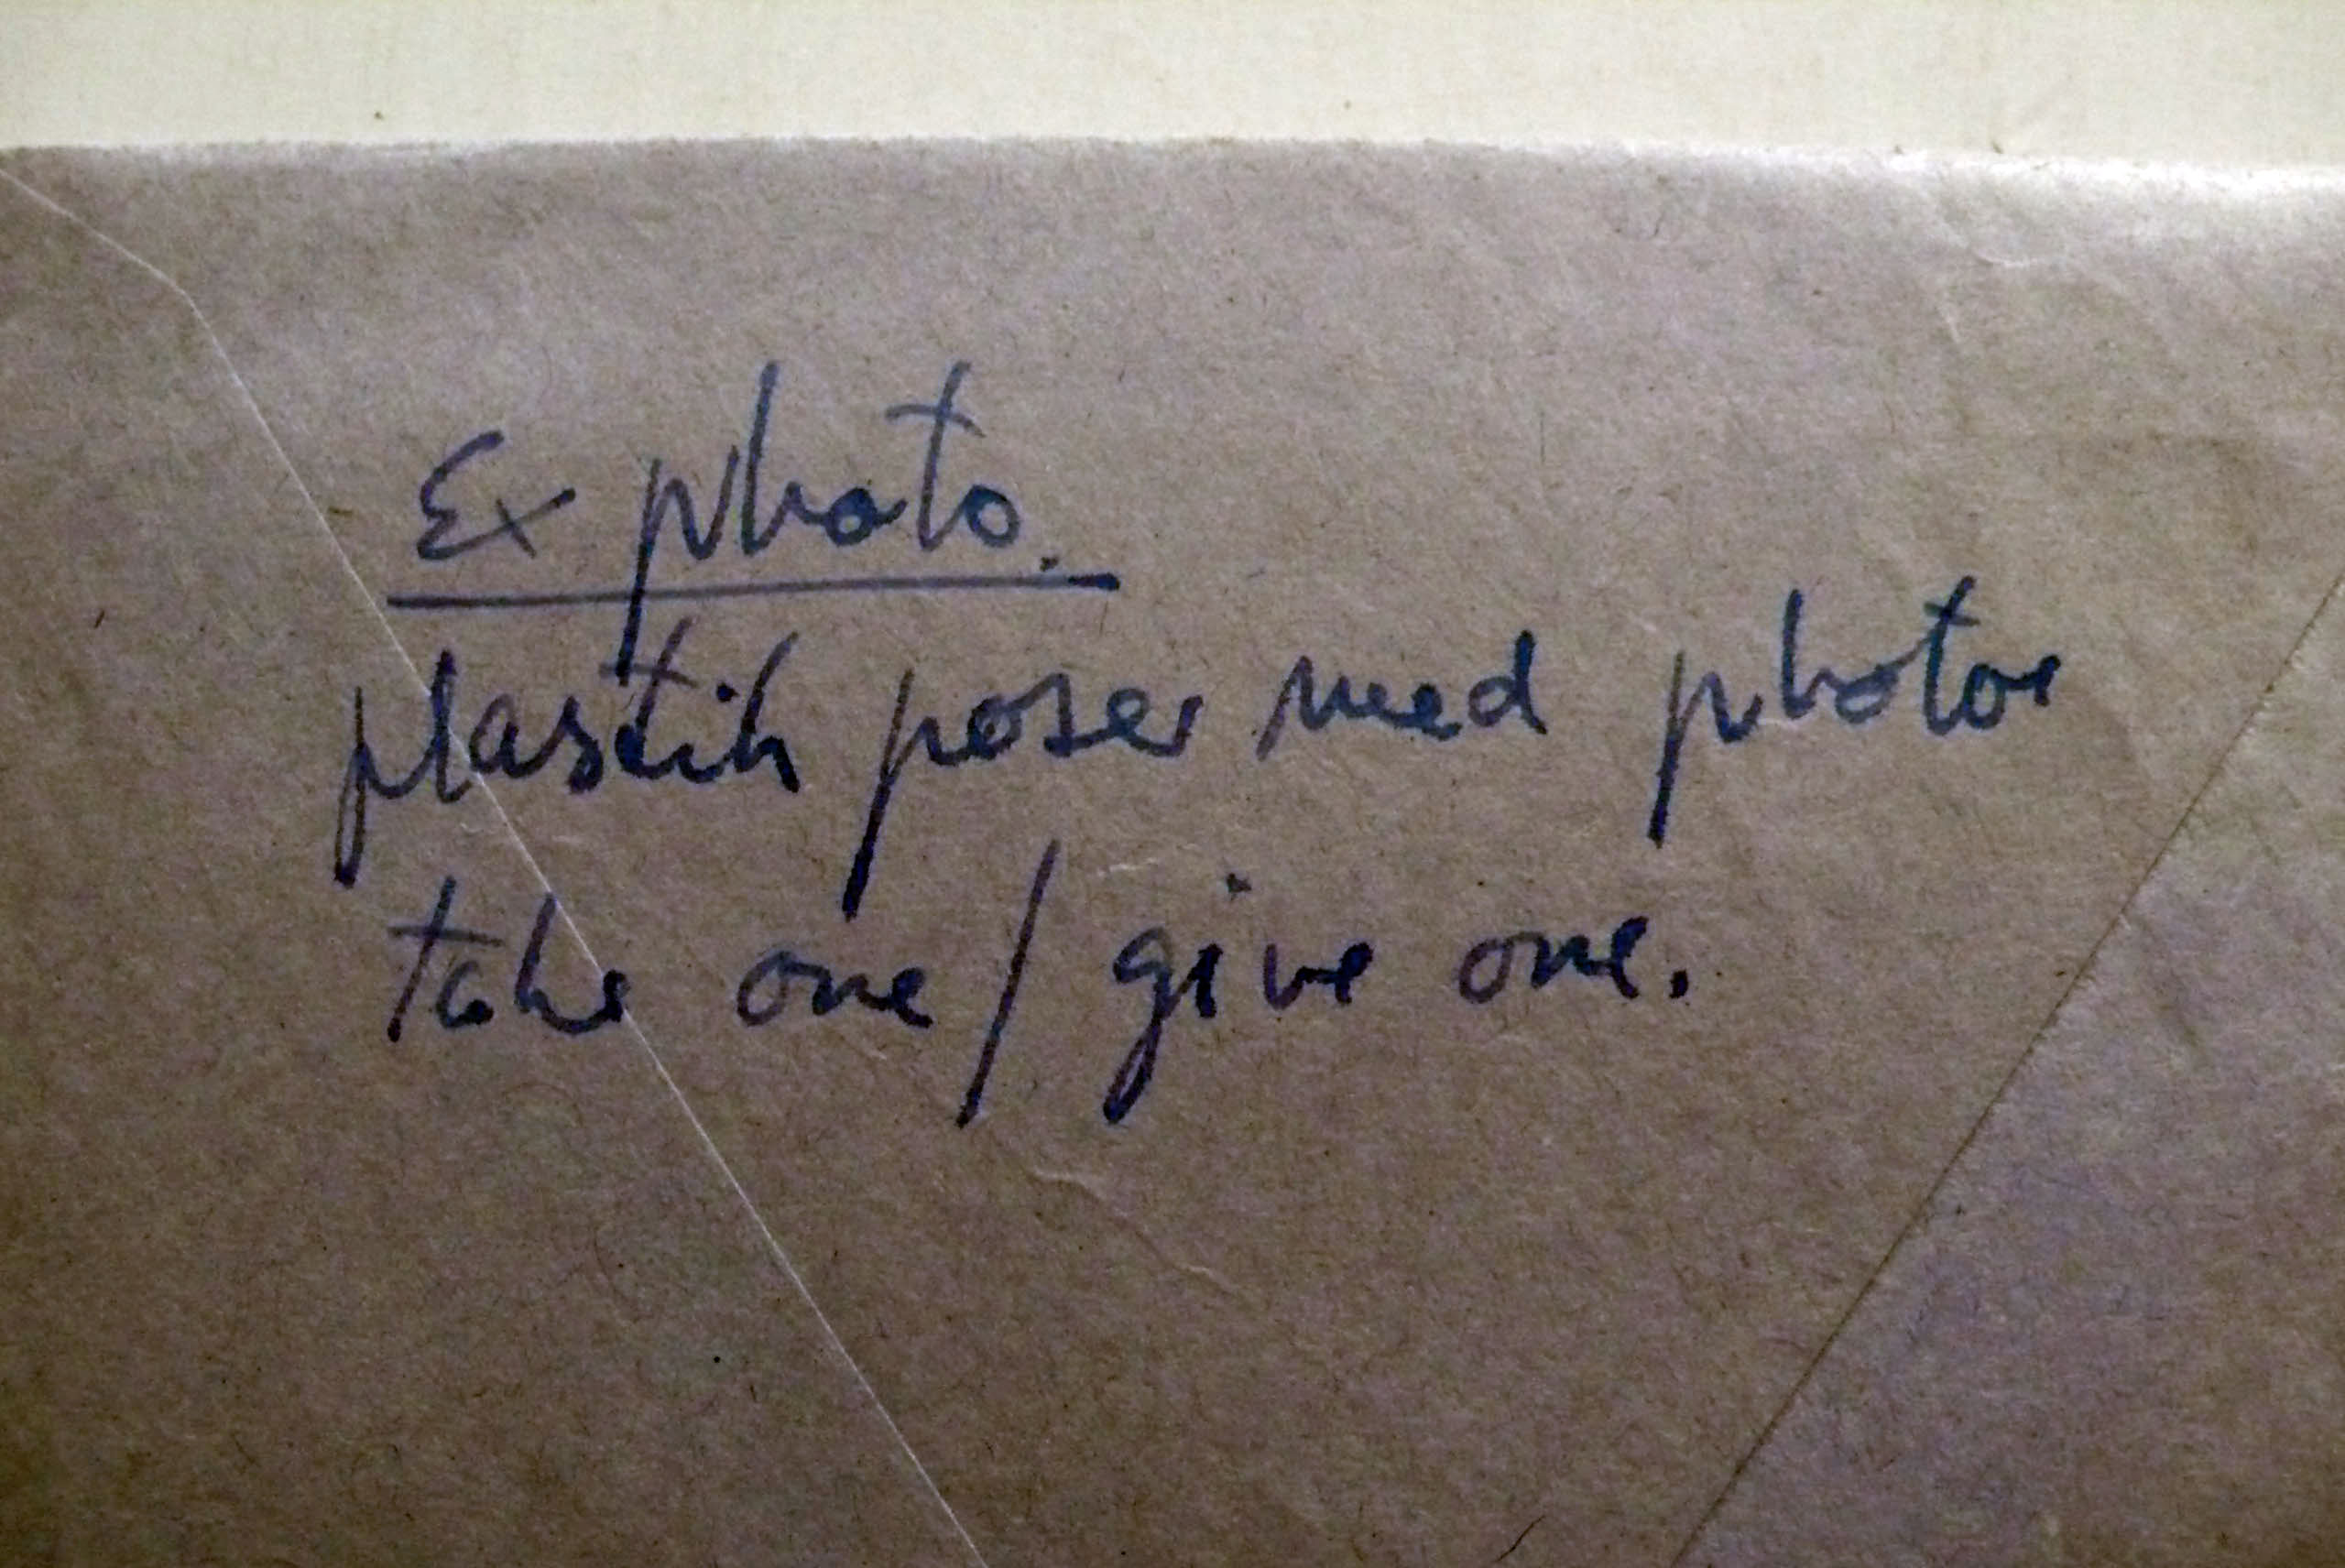 Ex photo.
plastik poser med photos
take one / give one.